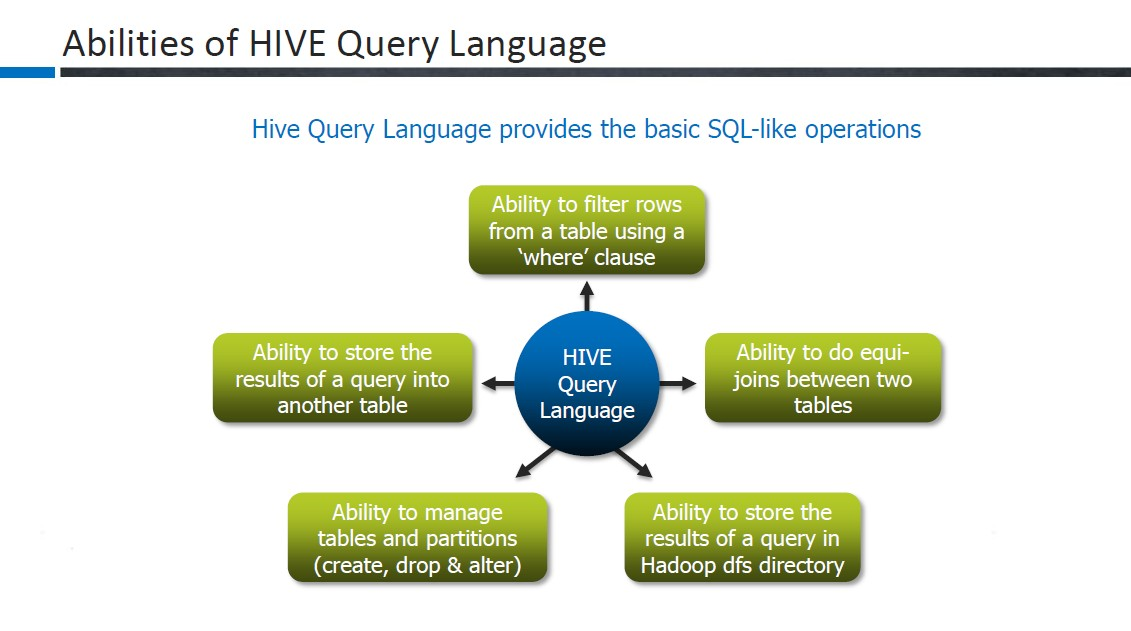 Abilities of HIVE Query Language
Hive Query Language provides the basic SQL-like operations
Ability to filter rows
from a table using a
‘where’ clause
Ability to store the
results of a query into
another table
HIVE
Query
Language
Ability to do equi-
joins between two
tables
Ability to manage
tables and partitions
(create, drop & alter)
Ability to store the
results of a query in
Hadoop dfs directory